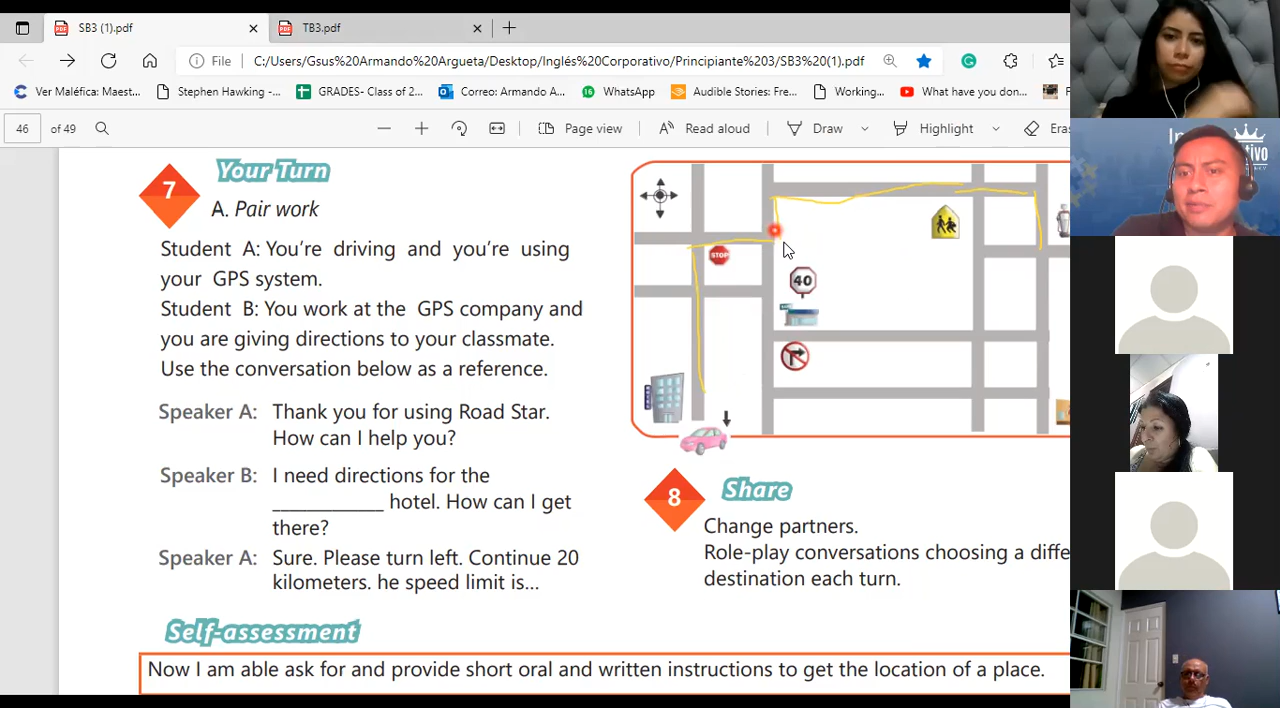 SB3 (1).pdf
TB3.pdf
File
C:/Users/Gsus%20Armando%20Argueta/Desktop/Inglés%20Corporativo/Principiante%203/SB3%20(1).pdf
Ver Maléfica: Maest...
Stephen Hawking -...
GRADES- Class of 2...
Correo: Armando A...
16
WhatsApp
Audible Stories: Fre...
Working...
What have you don...
46
of 49
Page view
Read aloud
Draw
Highlight
Eras
7
Your Turn
A. Pair work
Student A: You're driving and you're using
your GPS system.
Student B: You work at the GPS company and
you are giving directions to your classmate.
Use the conversation below as a reference.
Speaker A: Thank you for using Road Star.
How can I help you?
Speaker B: I need directions for the
____________ hotel. How can I get
there?
Speaker A: Sure. Please turn left. Continue 20
kilometers. he speed limit is...
STOP
40
8
Share
Change partners.
Role-play conversations choosing a diffe
destination each turn.
Self-assessment
Now I am able ask for and provide short oral and written instructions to get the location of a place.
In
tivo